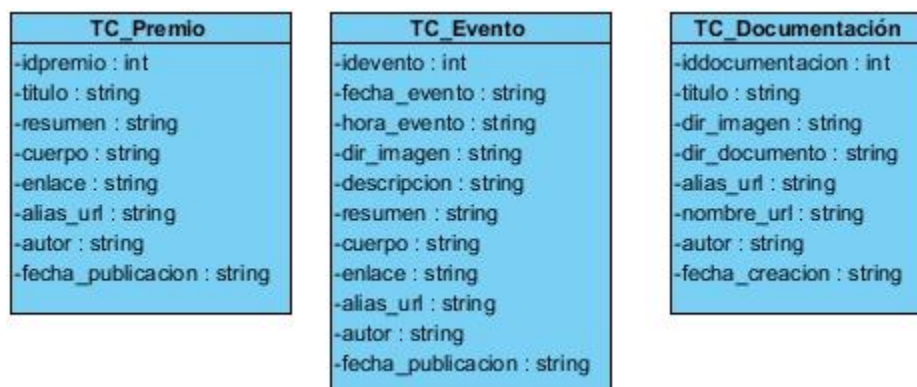 TC_Premio
-idpremio : int
-titulo : string
-resumen : string
-cuerpo : string
-enlace : string
-alias_url : string
-autor : string
-fecha_publicacion : string
TC_Evento
-idevento : int
-fecha_evento : string
-hora_evento : string
-dir_imagen : string
-descripcion : string
-resumen : string
-cuerpo : string
-enlace : string
-alias_url : string
-autor : string
-fecha_publicacion : string
TC_Documentación
-iddocumentacion : int
-titulo : string
-dir_imagen : string
-dir_documento : string
-alias_url : string
-nombre_url : string
-autor : string
-fecha_creacion : string